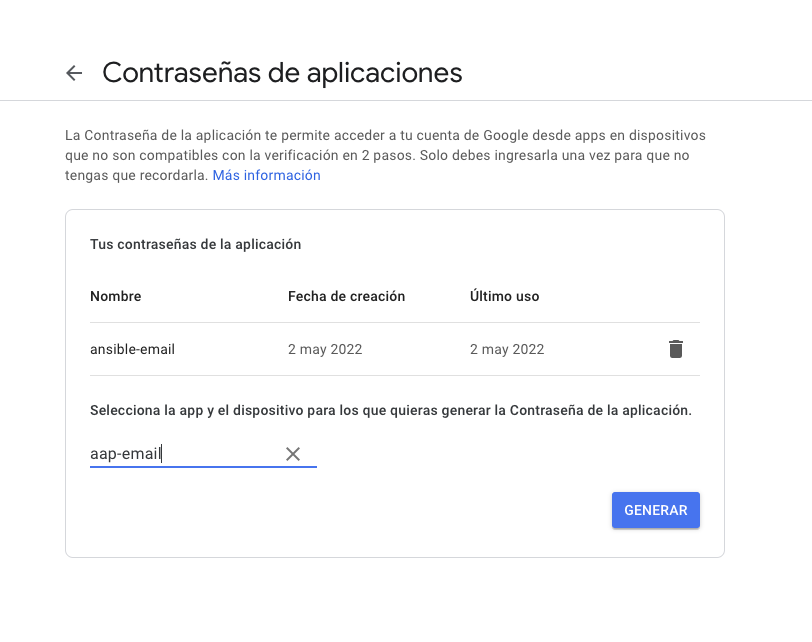 Contraseñas de aplicaciones
La Contraseña de la aplicación te permite acceder a tu cuenta de Google desde apps en dispositivos
que no son compatibles con la verificación en 2 pasos. Solo debes ingresarla una vez para que no
tengas que recordarla. Más información
Tus contraseñas de la aplicación
Nombre Fecha de creación Último uso
ansible-email 2 may 2022 2 may 2022
Selecciona la app y el dispositivo para los que quieras generar la Contraseña de la aplicación.
aap-email
GENERAR